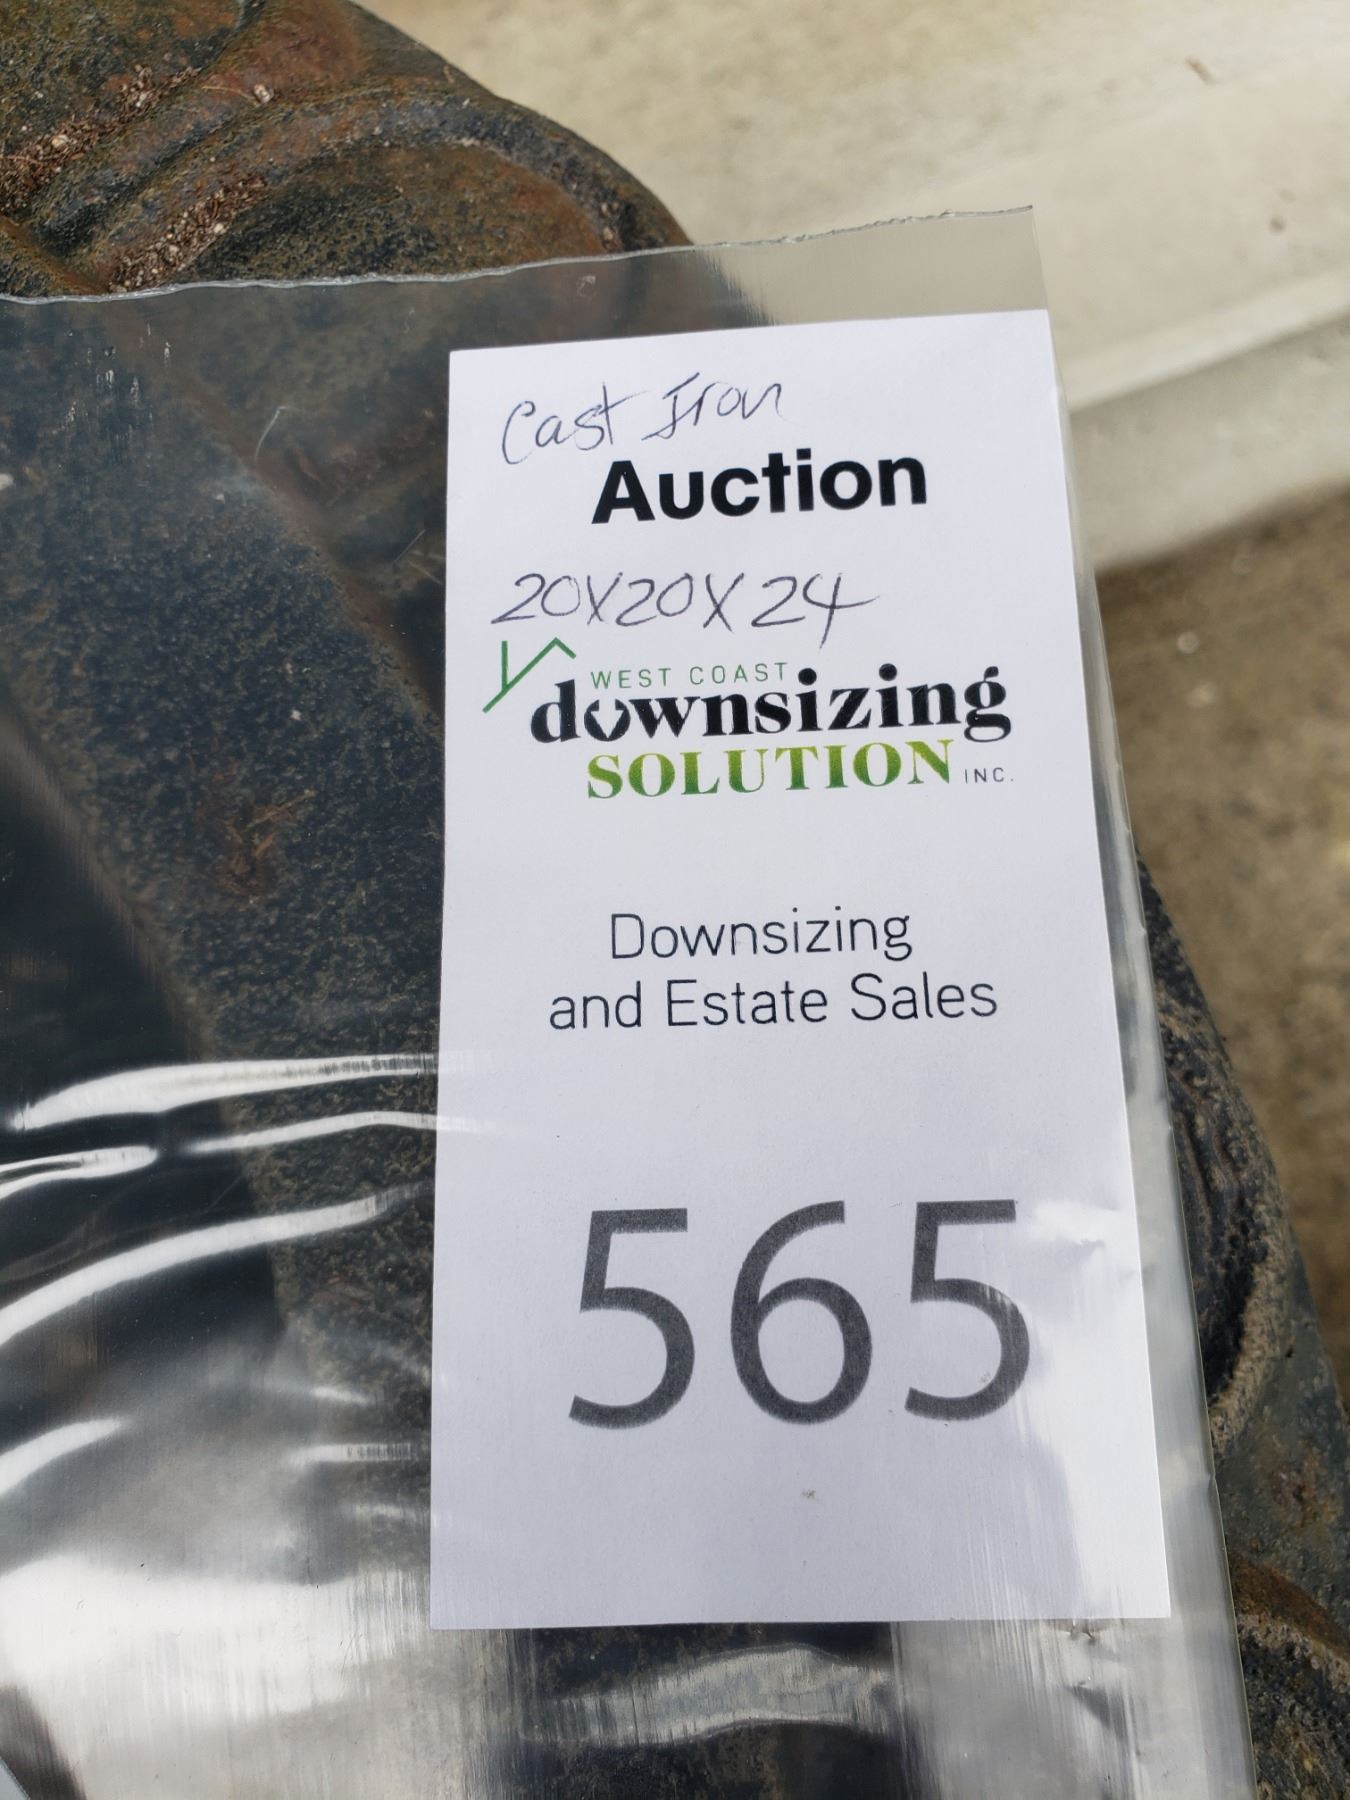 Cast Iron
Auction
20X20X24
WEST COAST
downsizing
SOLUTION INC.
Downsizing
and Estate Sales
565